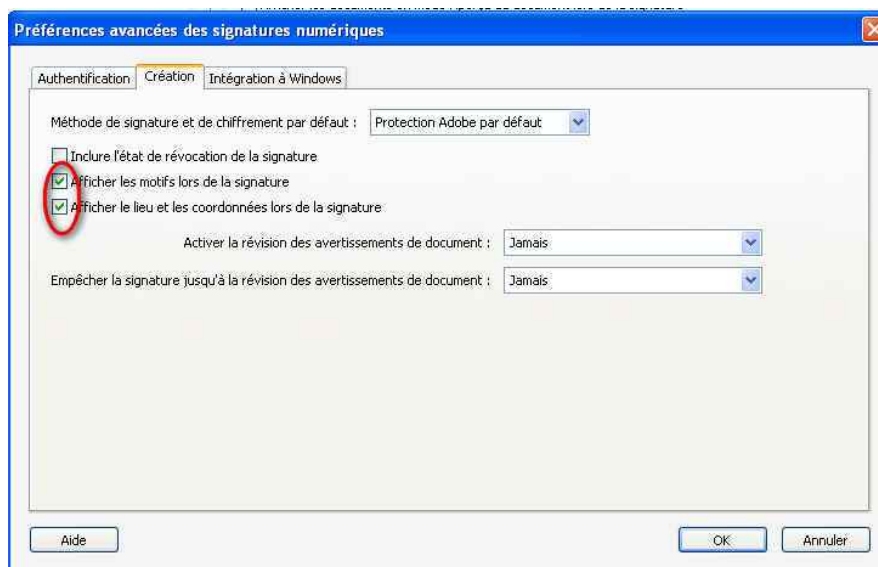 Préférences avancées des signatures numériques
Authentification Création Intégration à Windows
Méthode de signature et de chiffrement par défaut : Protection Adobe par défaut
Inclure l'état de révocation de la signature
Afficher les motifs lors de la signature
Afficher le lieu et les coordonnées lors de la signature
Activer la révision des avertissements de document : Jamais
Empêcher la signature jusqu'à la révision des avertissements de document : Jamais
Aide OK Annuler